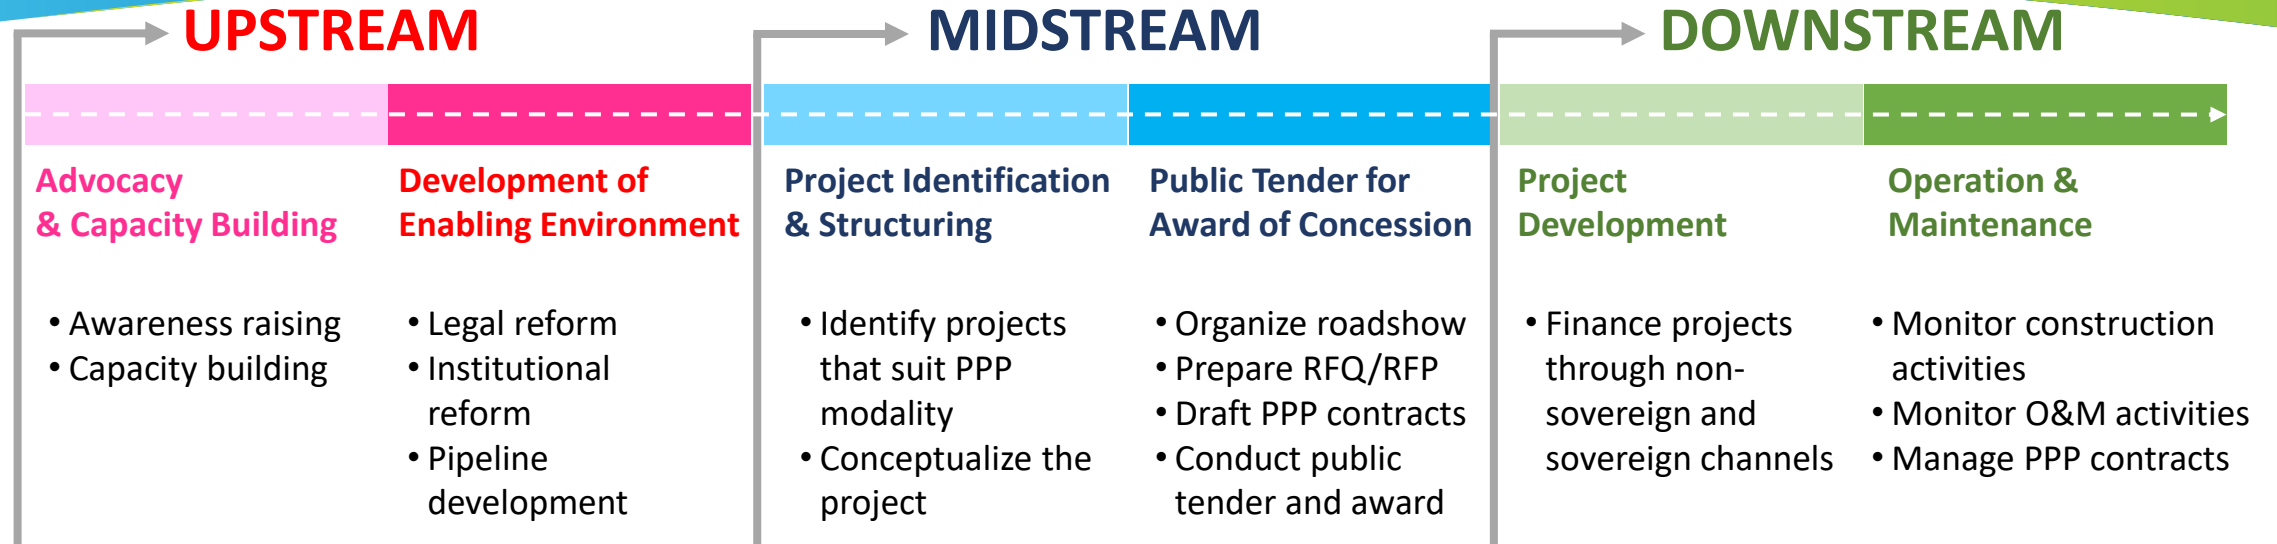 UPSTREAM
MIDSTREAM
DOWNSTREAM
Advocacy
& Capacity Building
• Awareness raising
• Capacity building
Development of
Enabling Environment
• Legal reform
• Institutional
reform
• Pipeline
development
Project Identification
& Structuring
• Identify projects
that suit PPP
modality
• Conceptualize the
project
Public Tender for
Award of Concession
• Organize roadshow
• Prepare RFQ/RFP
• Draft PPP contracts
• Conduct public
tender and award
Project
Development
• Finance projects
through non-
sovereign and
sovereign channels
Operation &
Maintenance
• Monitor construction
activities
• Monitor O&M activities
• Manage PPP contracts